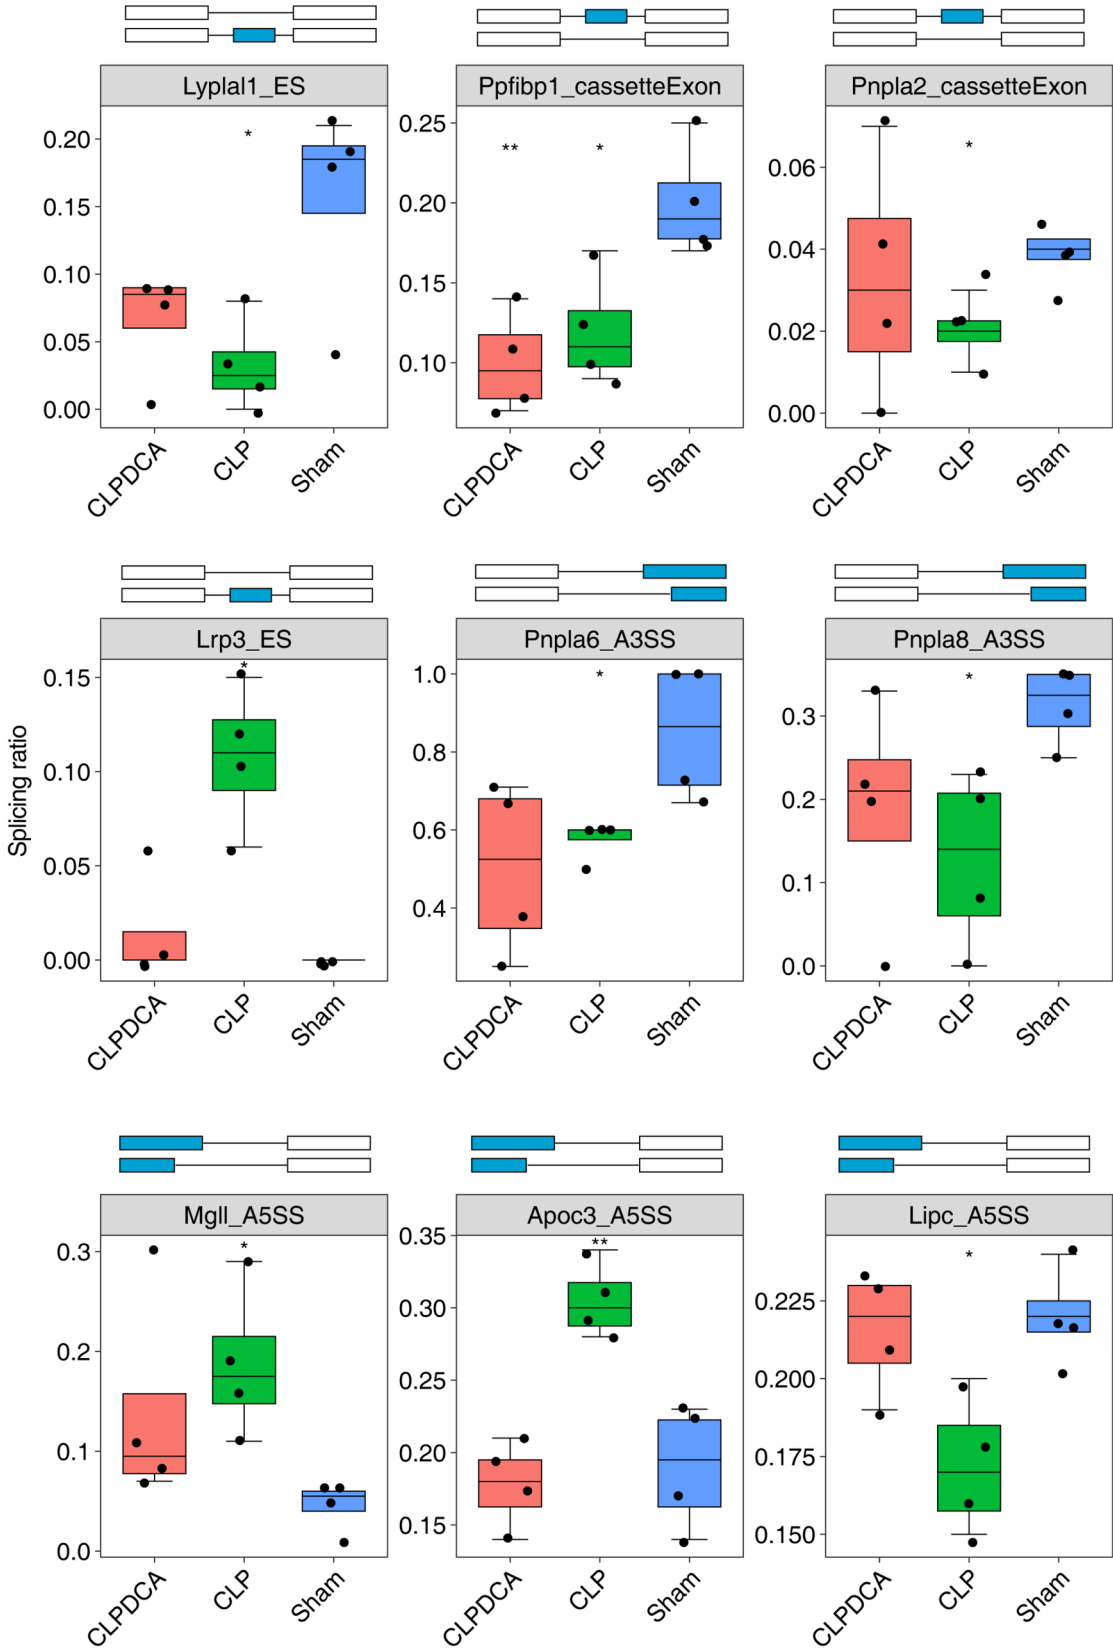 Lyplal1_ES
Ppfibp1_cassetteExon
Pnpla2_cassetteExon
0.20
0.15
0.10
0.05
0.00
*
CLPDCA
CLP
Sham
0.25
0.20
0.15
0.10
**
*
CLPDCA
CLP
Sham
0.06
0.04
0.02
0.00
*
CLPDCA
CLP
Sham
Splicing ratio
Lrp3_ES
Pnpla6_A3SS
Pnpla8_A3SS
0.15
0.10
0.05
0.00
*
CLPDCA
CLP
Sham
1.0
0.8
0.6
0.4
*
CLPDCA
CLP
Sham
0.3
0.2
0.1
0.0
*
CLPDCA
CLP
Sham
Mgll_A5SS
Apoc3_A5SS
Lipc_A5SS
0.3
0.2
0.1
0.0
*
CLPDCA
CLP
Sham
0.35
0.30
0.25
0.20
0.15
**
CLPDCA
CLP
Sham
0.225
0.200
0.175
0.150
*
CLPDCA
CLP
Sham